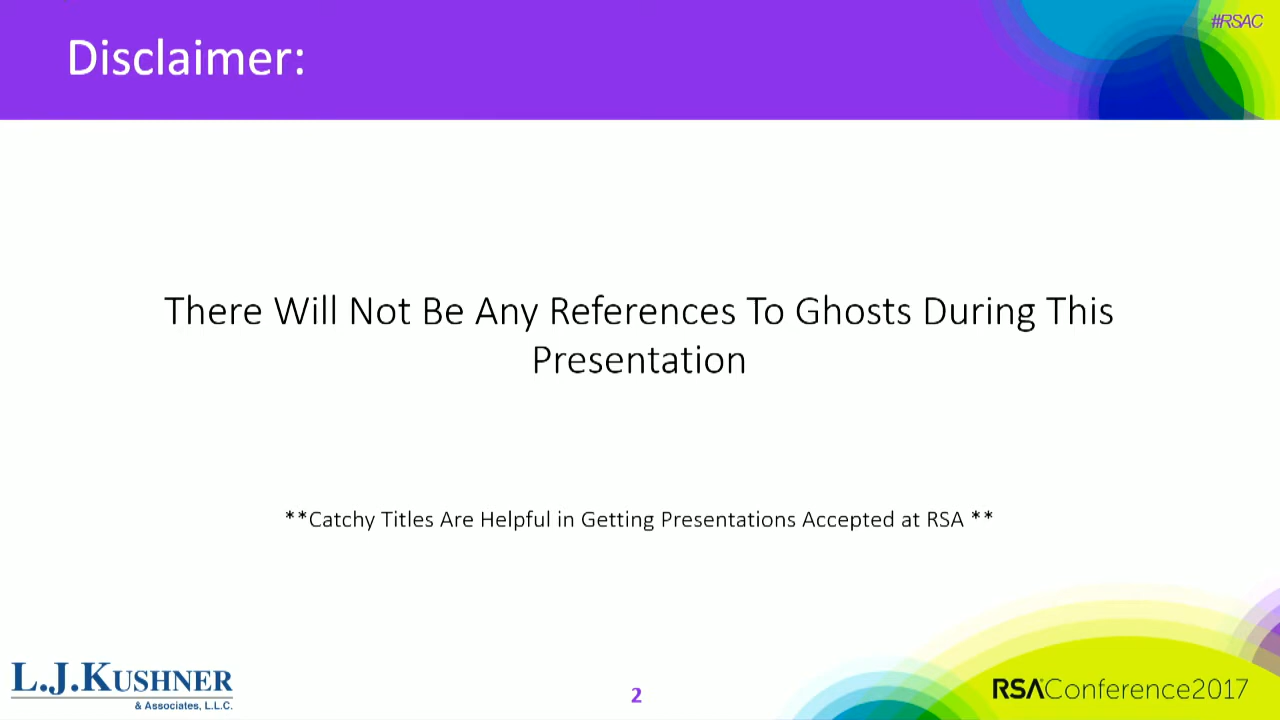 #RSAC
Disclaimer:
There Will Not Be Any References To Ghosts During This
Presentation
**Catchy Titles Are Helpful in Getting Presentations Accepted at RSA **
L.J.KUSHNER
& Associates, L.L.C.
2
RSAConference2017